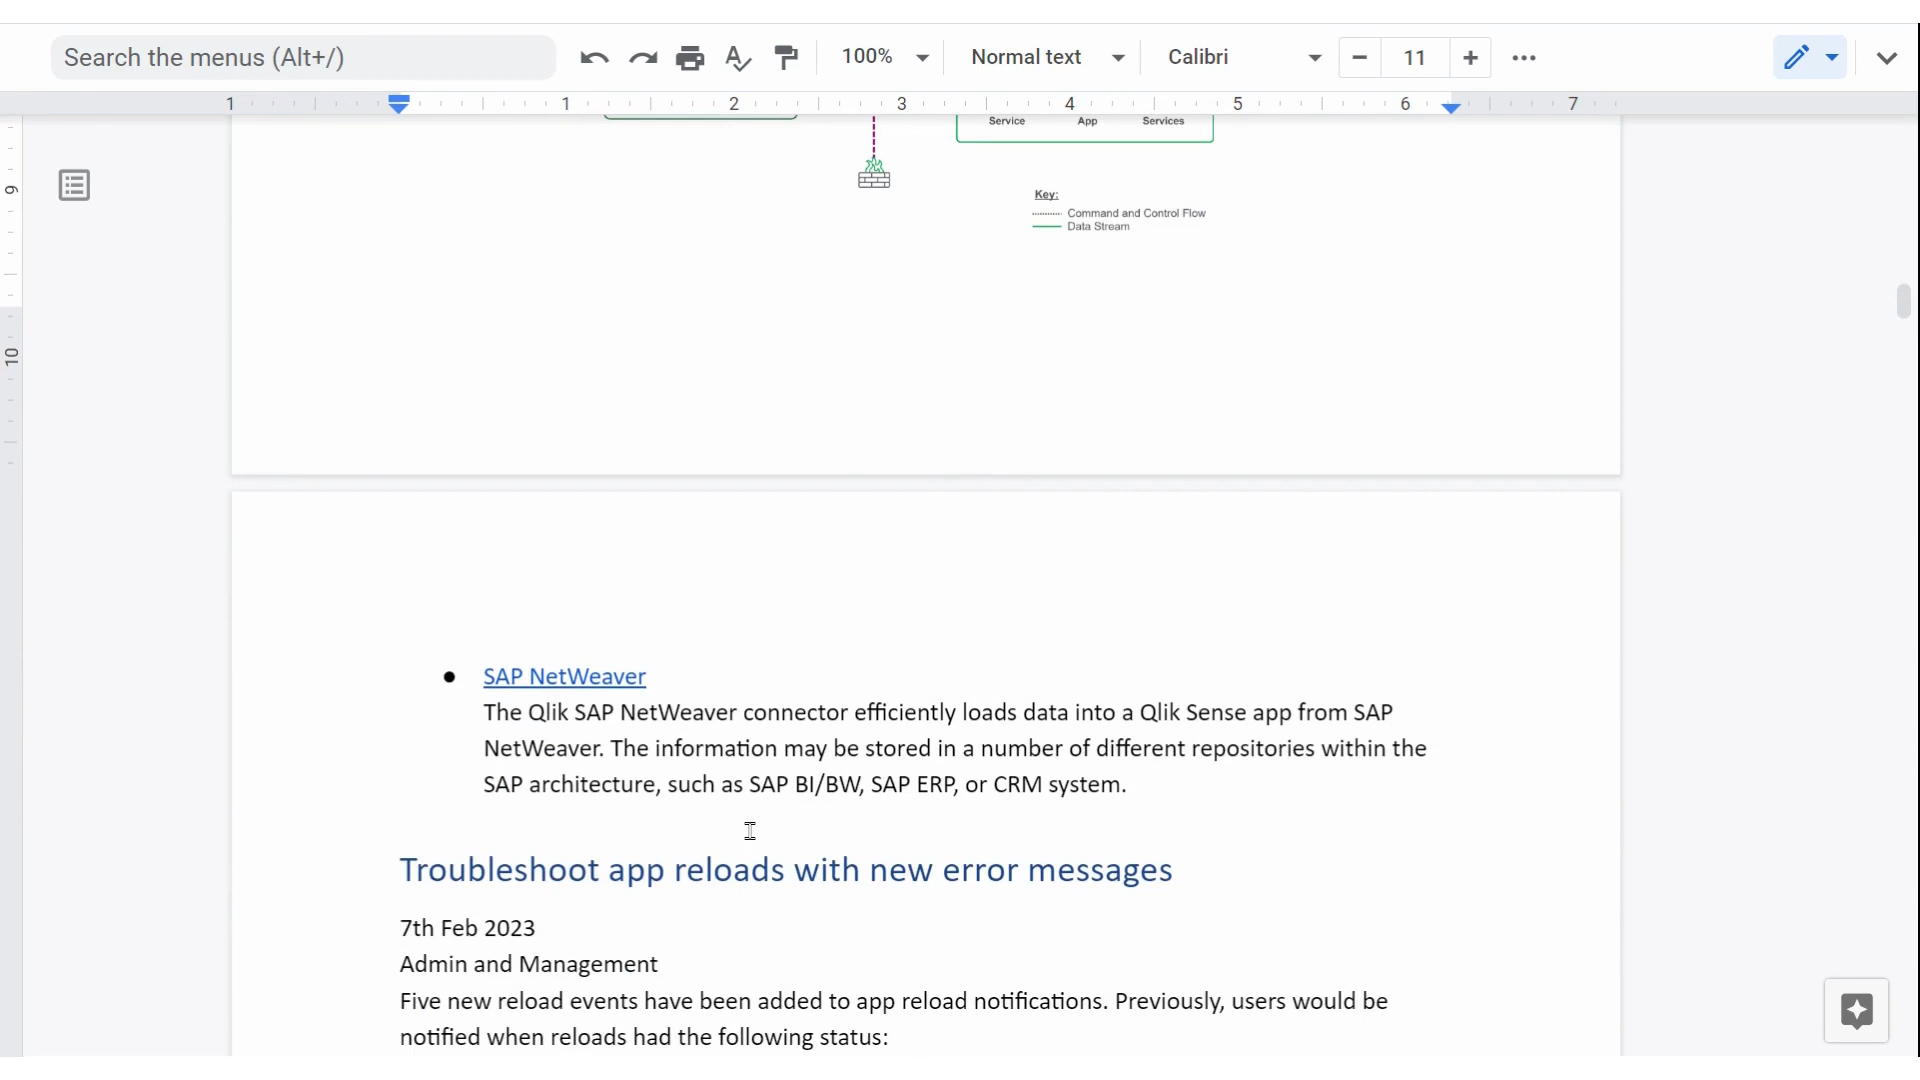 Search the menus (Alt+/)
100%
Normal text
Calibri
11
1 1 2 3 4 5 6 7
9
10
Service App Services
Key:
Command and Control Flow
Data Stream
SAP NetWeaver
The Qlik SAP NetWeaver connector efficiently loads data into a Qlik Sense app from SAP
NetWeaver. The information may be stored in a number of different repositories within the
SAP architecture, such as SAP BI/BW, SAP ERP, or CRM system.
Troubleshoot app reloads with new error messages
7th Feb 2023
Admin and Management
Five new reload events have been added to app reload notifications. Previously, users would be
notified when reloads had the following status: